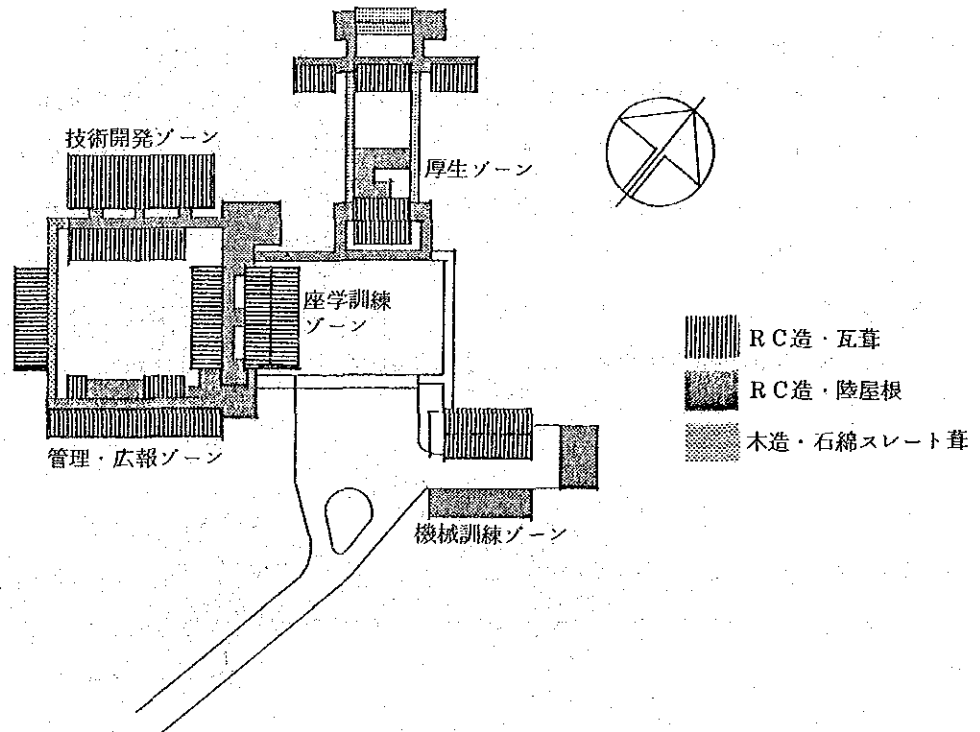 技術開発ゾーン
厚生ゾーン
座学訓練
ゾーン
管理・広報ゾーン
機械訓練ゾーン
RC造・瓦葺
RC造・陸屋根
木造・石綿スレート葺